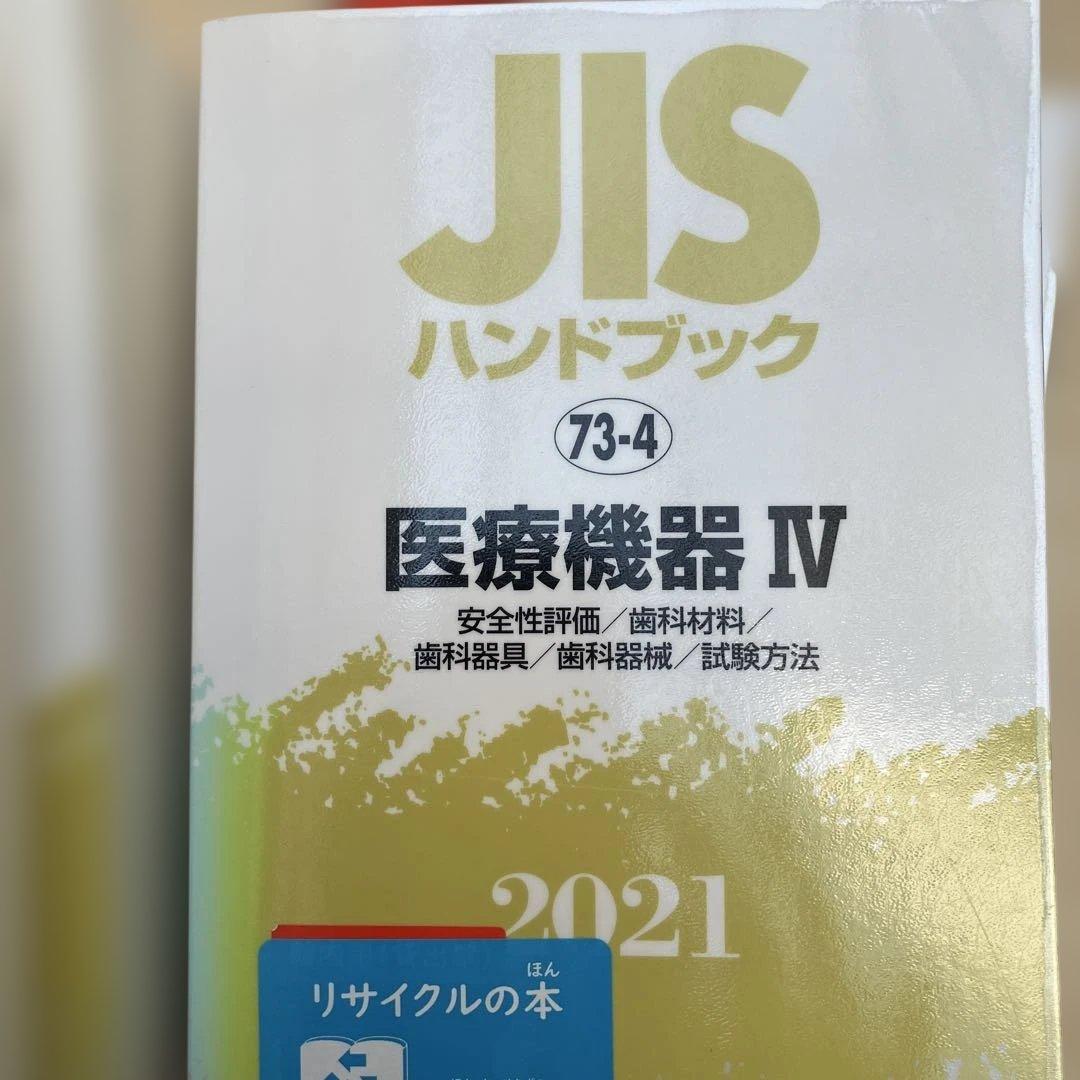 JIS
ハンドブック
73-4
医療機器 Ⅳ
安全性評価／歯科材料／
歯科器具／歯科器械／試験方法
2021
ほん
リサイクルの本